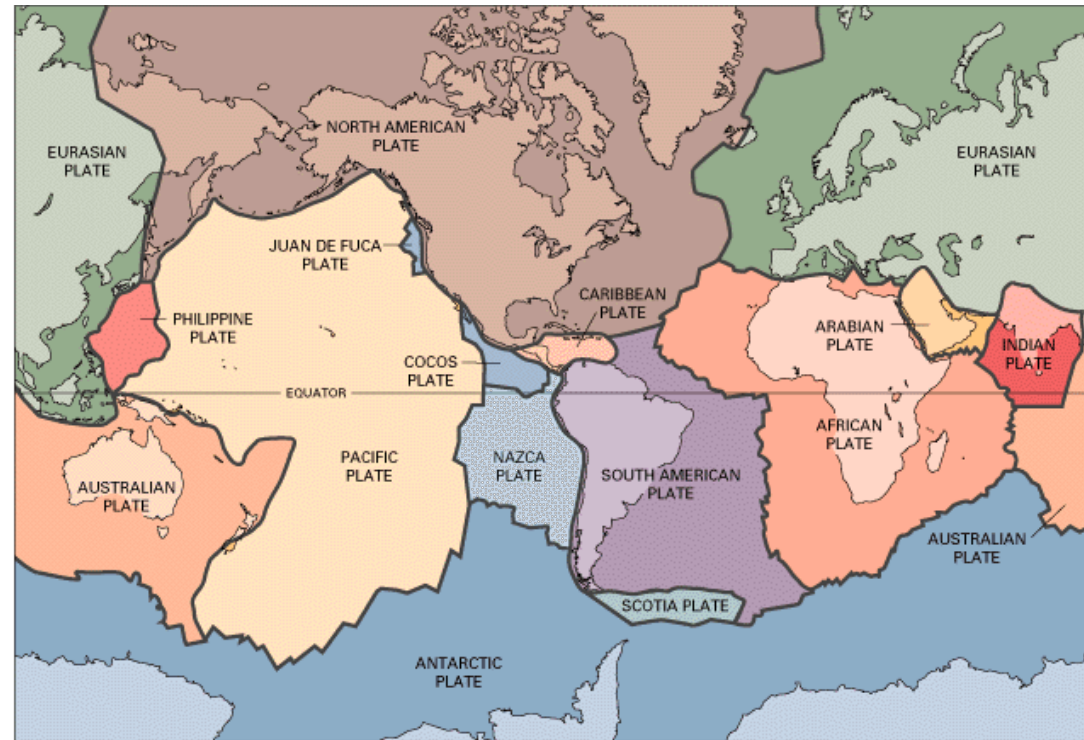 NORTH AMERICAN
PLATE
EURASIAN
PLATE
EURASIAN
PLATE
JUAN DE FUCA
PLATE
CARIBBEAN
PLATE
PHILIPPINE
PLATE
ARABIAN
PLATE
INDIAN
PLATE
COCOS
PLATE
EQUATOR
AFRICAN
PLATE
PACIFIC
PLATE
NAZCA
PLATE
SOUTH AMERICAN
PLATE
AUSTRALIAN
PLATE
AUSTRALIAN
PLATE
SCOTIA PLATE
ANTARCTIC
PLATE